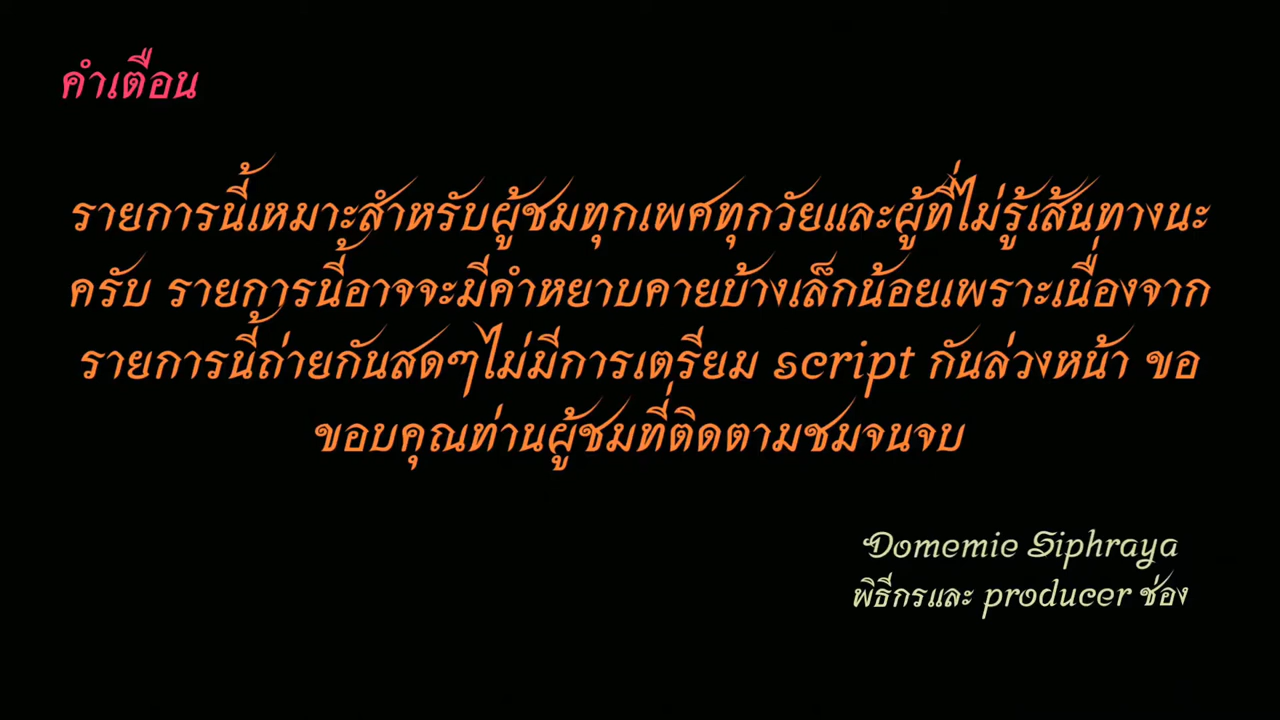 คำเตือน
รายการนี้เหมาะสำหรับผู้ชมทุกเพศทุกวัยและผู้ที่ไม่รู้เส้นทางนะ
ครับ รายการนี้อาจจะมีคำหยาบคายบ้างเล็กน้อยเพราะเนื่องจาก
รายการนี้ถ่ายกันสดๆไม่มีการเตรียม script กันล่วงหน้า ขอ
ขอบคุณท่านผู้ชมที่ติดตามชมจนจบ
Domemie Siphraya
พิธีกรและ producer ช่อง